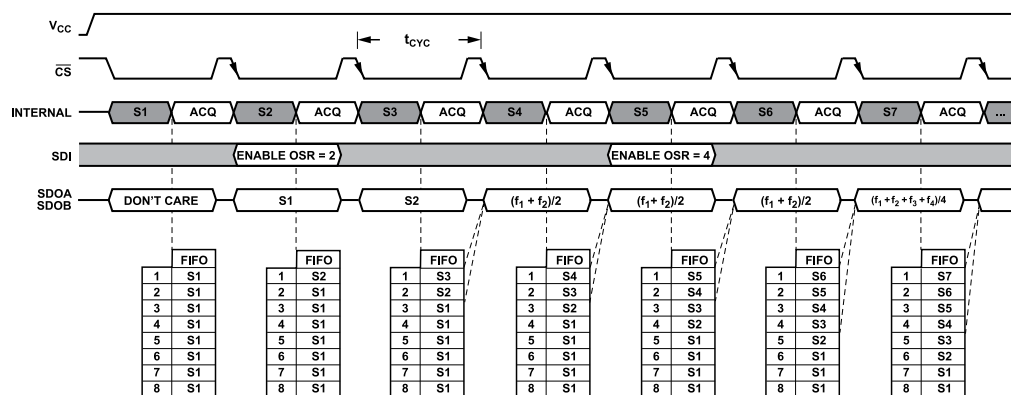 VCC
tCYC
CS
INTERNAL S1 ACQ S2 ACQ S3 ACQ S4 ACQ S5 ACQ S6 ACQ S7 ACQ ...
SDI ENABLE OSR = 2 ENABLE OSR = 4
SDOA
SDOB
DON'T CARE S1 S2 (f1 + f2)/2 (f1+ f2)/2 (f1 + f2)/2 (f1 + f2 + f3 + f4)/4
FIFO FIFO FIFO FIFO FIFO FIFO FIFO
1 S1 1 S2 1 S3 1 S4 1 S5 1 S6 1 S7
2 S1 2 S1 2 S2 2 S3 2 S4 2 S5 2 S6
3 S1 3 S1 3 S1 3 S2 3 S3 3 S4 3 S5
4 S1 4 S1 4 S1 4 S1 4 S2 4 S3 4 S4
5 S1 5 S1 5 S1 5 S1 5 S1 5 S2 5 S3
6 S1 6 S1 6 S1 6 S1 6 S1 6 S1 6 S2
7 S1 7 S1 7 S1 7 S1 7 S1 7 S1 7 S1
8 S1 8 S1 8 S1 8 S1 8 S1 8 S1 8 S1